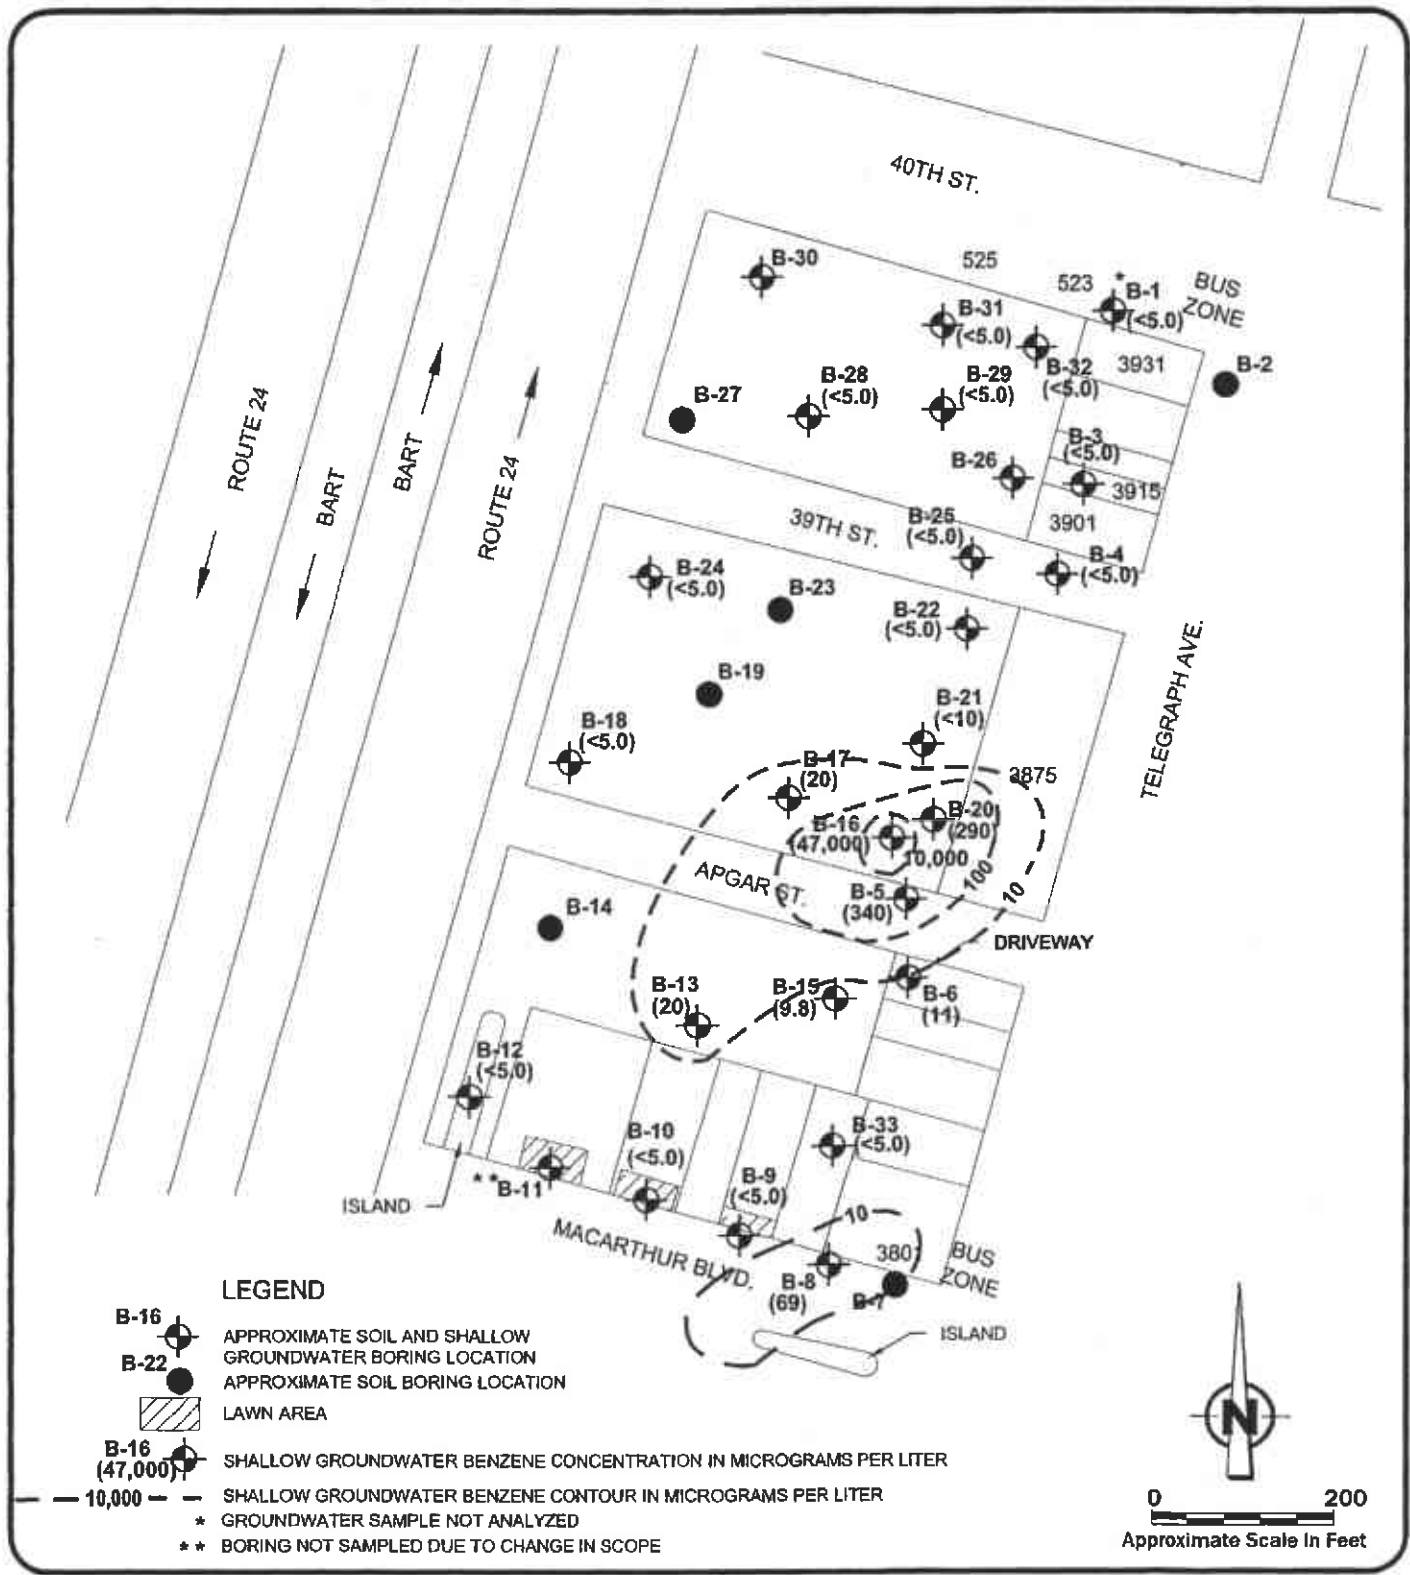 40TH ST.
B-30
525
523
*
B-1
(<5.0)
BUS
ZONE
B-31
(<5.0)
B-32
(<5.0)
3931
B-2
B-28
(<5.0)
B-29
(<5.0)
B-27
B-3
(<5.0)
B-26
3915
3901
ROUTE 24
BART
BART
ROUTE 24
39TH ST.
B-25
(<5.0)
B-4
(<5.0)
B-24
(<5.0)
B-23
B-22
(<5.0)
TELEGRAPH AVE.
B-19
B-21
(<10)
B-18
(<5.0)
B-17
(20)
3875
B-20
(290)
B-16
(47,000)
10,000
100
10
APGAR ST.
B-5
(340)
B-14
DRIVEWAY
B-13
(20)
B-15
(9.8)
B-6
(11)
B-12
(<5.0)
B-10
(<5.0)
B-33
(<5.0)
B-9
(<5.0)
* *
B-11
ISLAND
10
MACARTHUR BLVD.
3801
BUS
ZONE
B-8
(69)
B-7
ISLAND
LEGEND
B-16
APPROXIMATE SOIL AND SHALLOW
GROUNDWATER BORING LOCATION
B-22
APPROXIMATE SOIL BORING LOCATION
LAWN AREA
B-16
(47,000)
SHALLOW GROUNDWATER BENZENE CONCENTRATION IN MICROGRAMS PER LITER
10,000
SHALLOW GROUNDWATER BENZENE CONTOUR IN MICROGRAMS PER LITER
* GROUNDWATER SAMPLE NOT ANALYZED
* * BORING NOT SAMPLED DUE TO CHANGE IN SCOPE
N
0 200
Approximate Scale In Feet